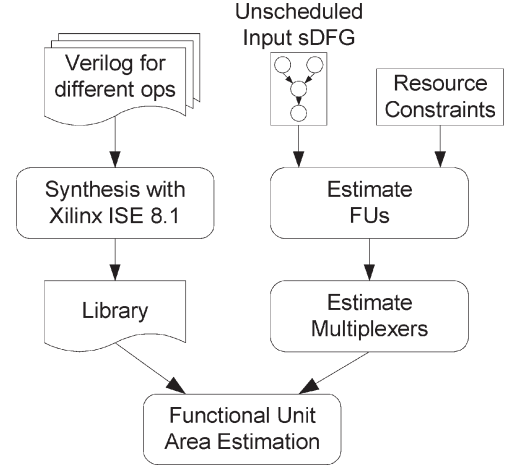 Unscheduled
Input sDFG
Verilog for
different ops
Resource
Constraints
Synthesis with
Xilinx ISE 8.1
Estimate
FUs
Library
Estimate
Multiplexers
Functional Unit
Area Estimation